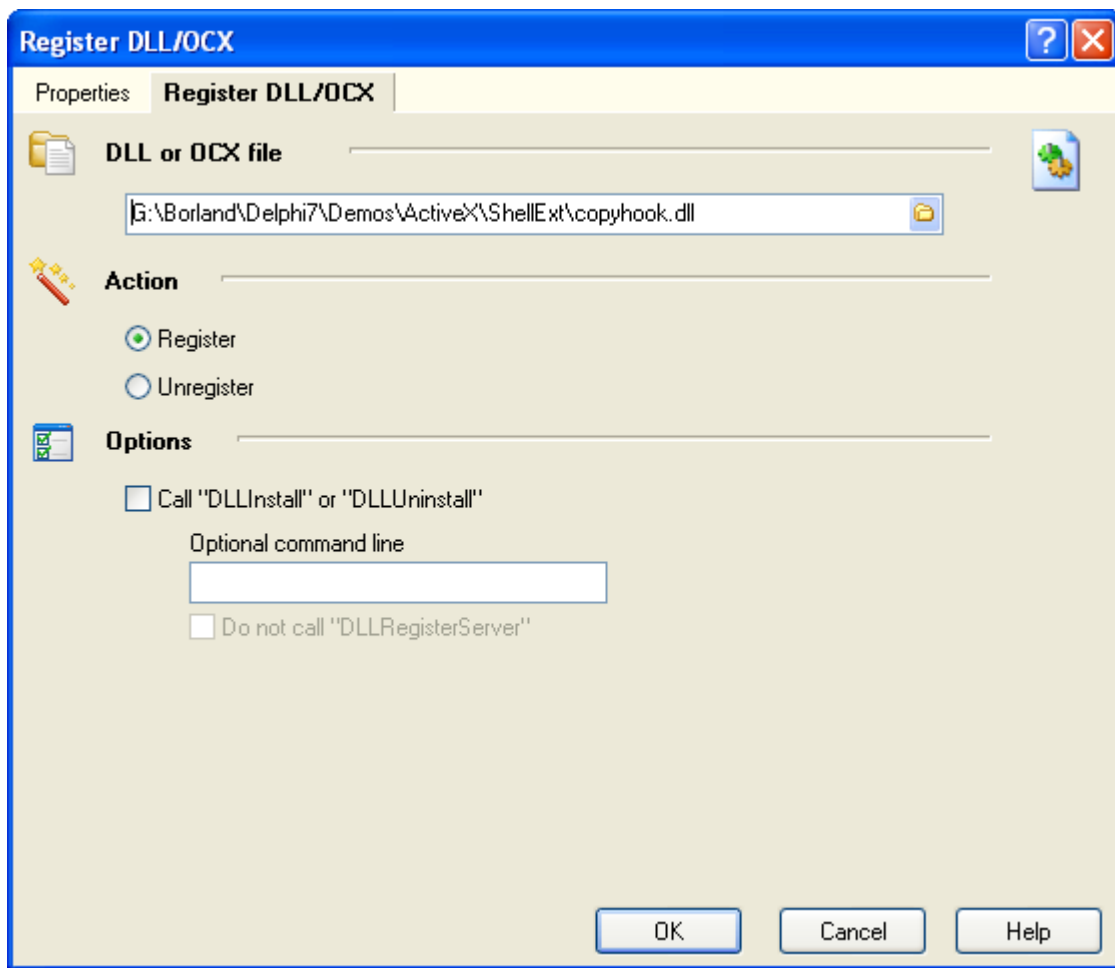 Register DLL/OCX
Properties Register DLL/OCX
DLL or OCX file
G:\Borland\Delphi7\Demos\ActiveX\ShellExt\copyhook.dll
Action
Register
Unregister
Options
Call "DLLInstall" or "DLLUninstall"
Optional command line
Do not call "DLLRegisterServer"
OK Cancel Help